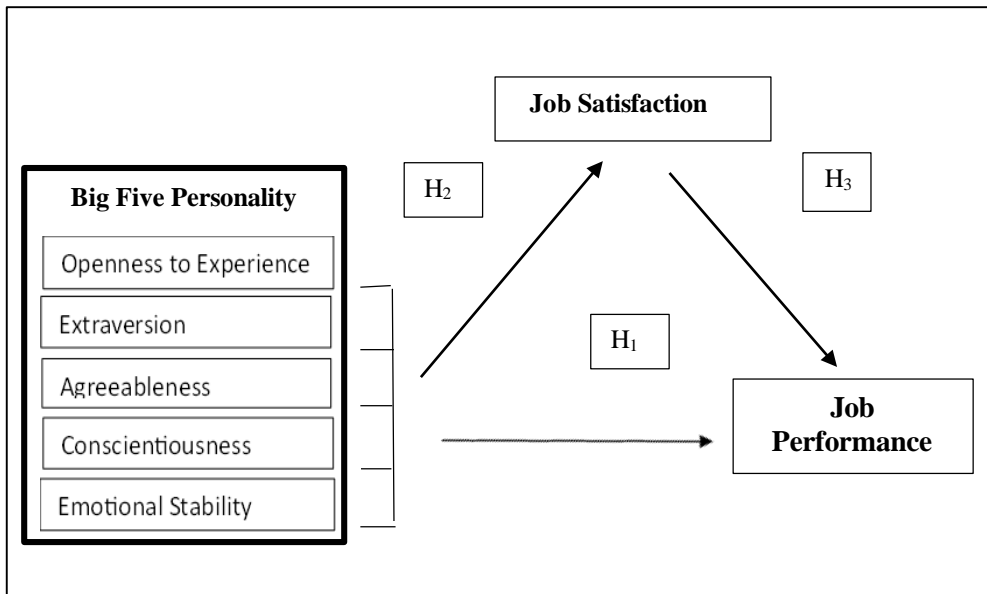 Job Satisfaction
H₂
H₃
Big Five Personality
Openness to Experience
Extraversion
Agreeableness
Conscientiousness
Emotional Stability
H₁
Job
Performance